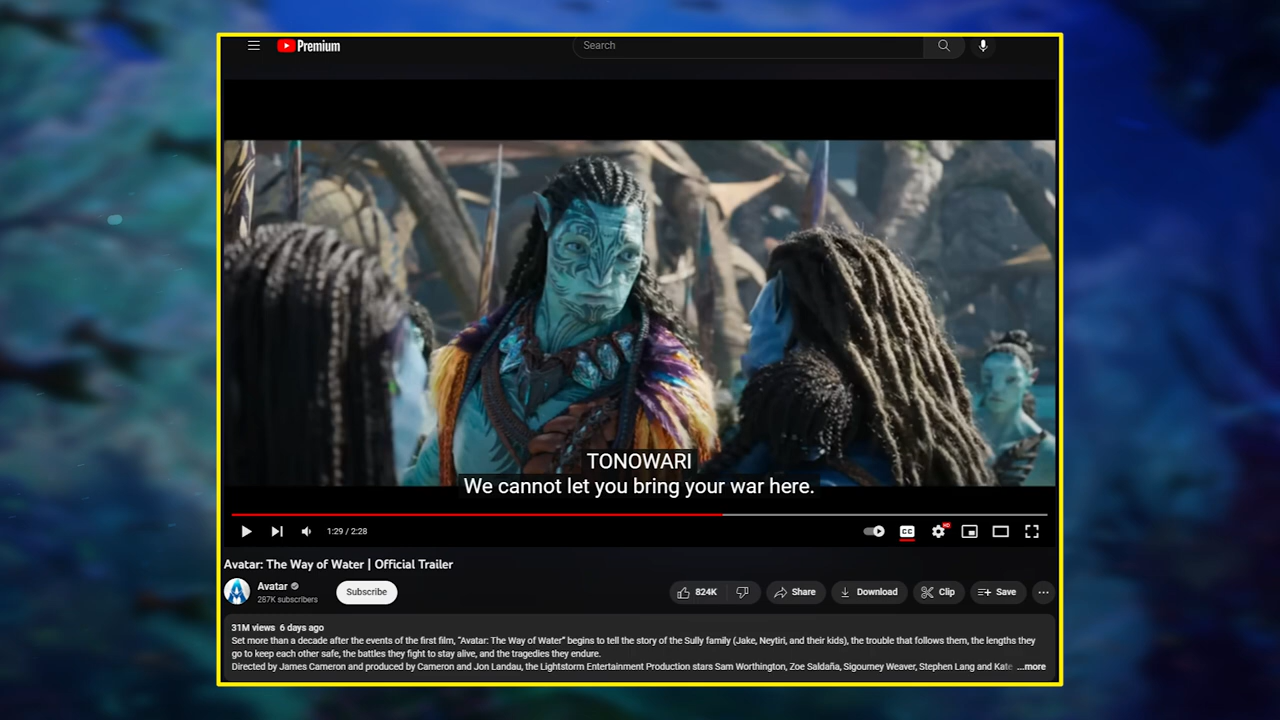 Premium
Search
TONOWARI
We cannot let you bring your war here.
1:29 / 2:28
CC
HD
Avatar: The Way of Water | Official Trailer
Avatar
287K subscribers
Subscribe
824K
Share
Download
Clip
Save
31M views 6 days ago
Set more than a decade after the events of the first film, “Avatar: The Way of Water” begins to tell the story of the Sully family (Jake, Neytiri, and their kids), the trouble that follows them, the lengths they
go to keep each other safe, the battles they fight to stay alive, and the tragedies they endure.
Directed by James Cameron and produced by Cameron and Jon Landau, the Lightstorm Entertainment Production stars Sam Worthington, Zoe Saldaña, Sigourney Weaver, Stephen Lang and Kate ...more